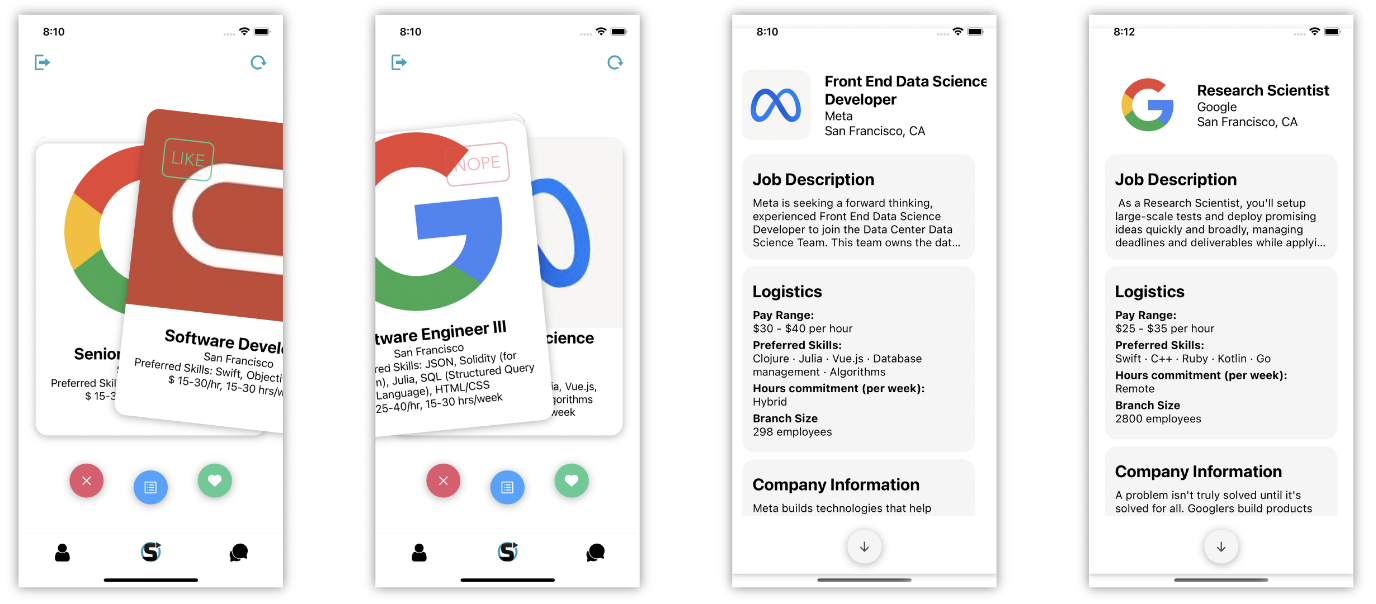 8:10
LIKE
Senior
Preferred Skil
$ 15-3
Software Develo
San Francisco
Preferred Skills: Swift, Objecti
$ 15-30/hr, 15-30 hrs/w
8:10
NOPE
tware Engineer III
San Francisco
red Skills: JSON, Solidity (for
n), Julia, SQL (Structured Query
Language), HTML/CSS
25-40/hr, 15-30 hrs/week
cience
ia, Vue.js,
gorithms
week
8:10
Front End Data Science
Developer
Meta
San Francisco, CA
Job Description
Meta is seeking a forward thinking,
experienced Front End Data Science
Developer to join the Data Center Data
Science Team. This team owns the dat...
Logistics
Pay Range:
$30 - $40 per hour
Preferred Skills:
Clojure · Julia · Vue.js · Database
management · Algorithms
Hours commitment (per week):
Hybrid
Branch Size
298 employees
Company Information
Meta builds technologies that help
8:12
Research Scientist
Google
San Francisco, CA
Job Description
As a Research Scientist, you'll setup
large-scale tests and deploy promising
ideas quickly and broadly, managing
deadlines and deliverables while applyi...
Logistics
Pay Range:
$25 - $35 per hour
Preferred Skills:
Swift · C++ · Ruby · Kotlin · Go
Hours commitment (per week):
Remote
Branch Size
2800 employees
Company Information
A problem isn't truly solved until it's
solved for all. Googlers build products